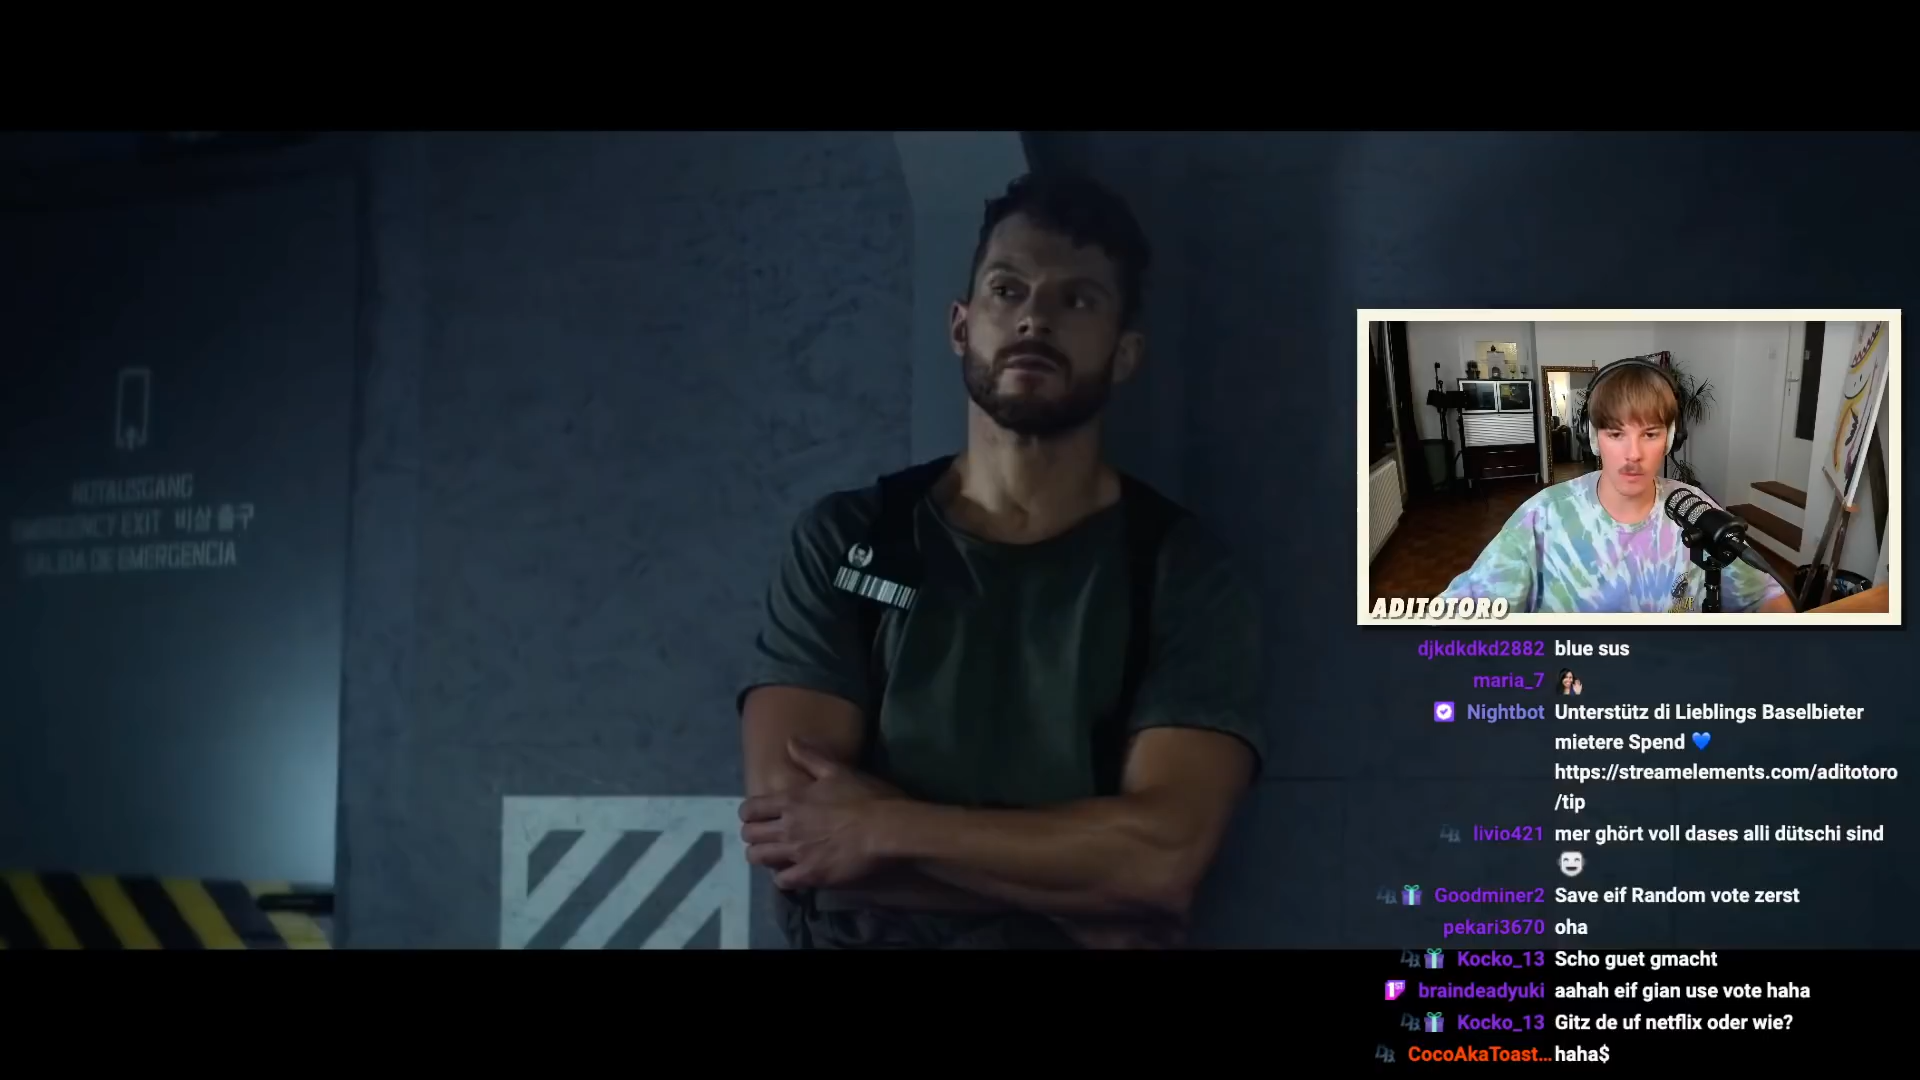 NOTAUSGANG
EMERGENCY EXIT 비상 출구
SALIDA DE EMERGENCIA
ADITOTORO
djkdkdkd2882 blue sus
maria_7
Nightbot Unterstütz di Lieblings Baselbieter
mietere Spend 💙
https://streamelements.com/aditotoro
/tip
livio421 mer ghört voll dases alli dütschi sind
Goodminer2 Save eif Random vote zerst
pekari3670 oha
Kocko_13 Scho guet gmacht
1ST braindeadyuki aahah eif gian use vote haha
Kocko_13 Gitz de uf netflix oder wie?
CocoAkaToast... haha$